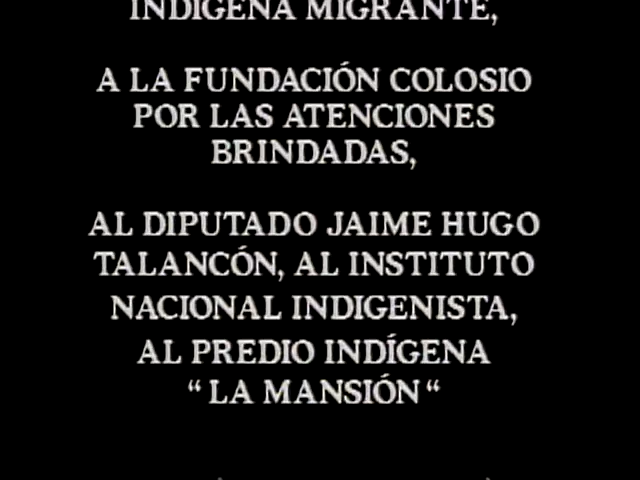 INDÍGENA MIGRANTE,
A LA FUNDACIÓN COLOSIO
POR LAS ATENCIONES
BRINDADAS,
AL DIPUTADO JAIME HUGO
TALANCÓN, AL INSTITUTO
NACIONAL INDIGENISTA,
AL PREDIO INDÍGENA
“ LA MANSIÓN “